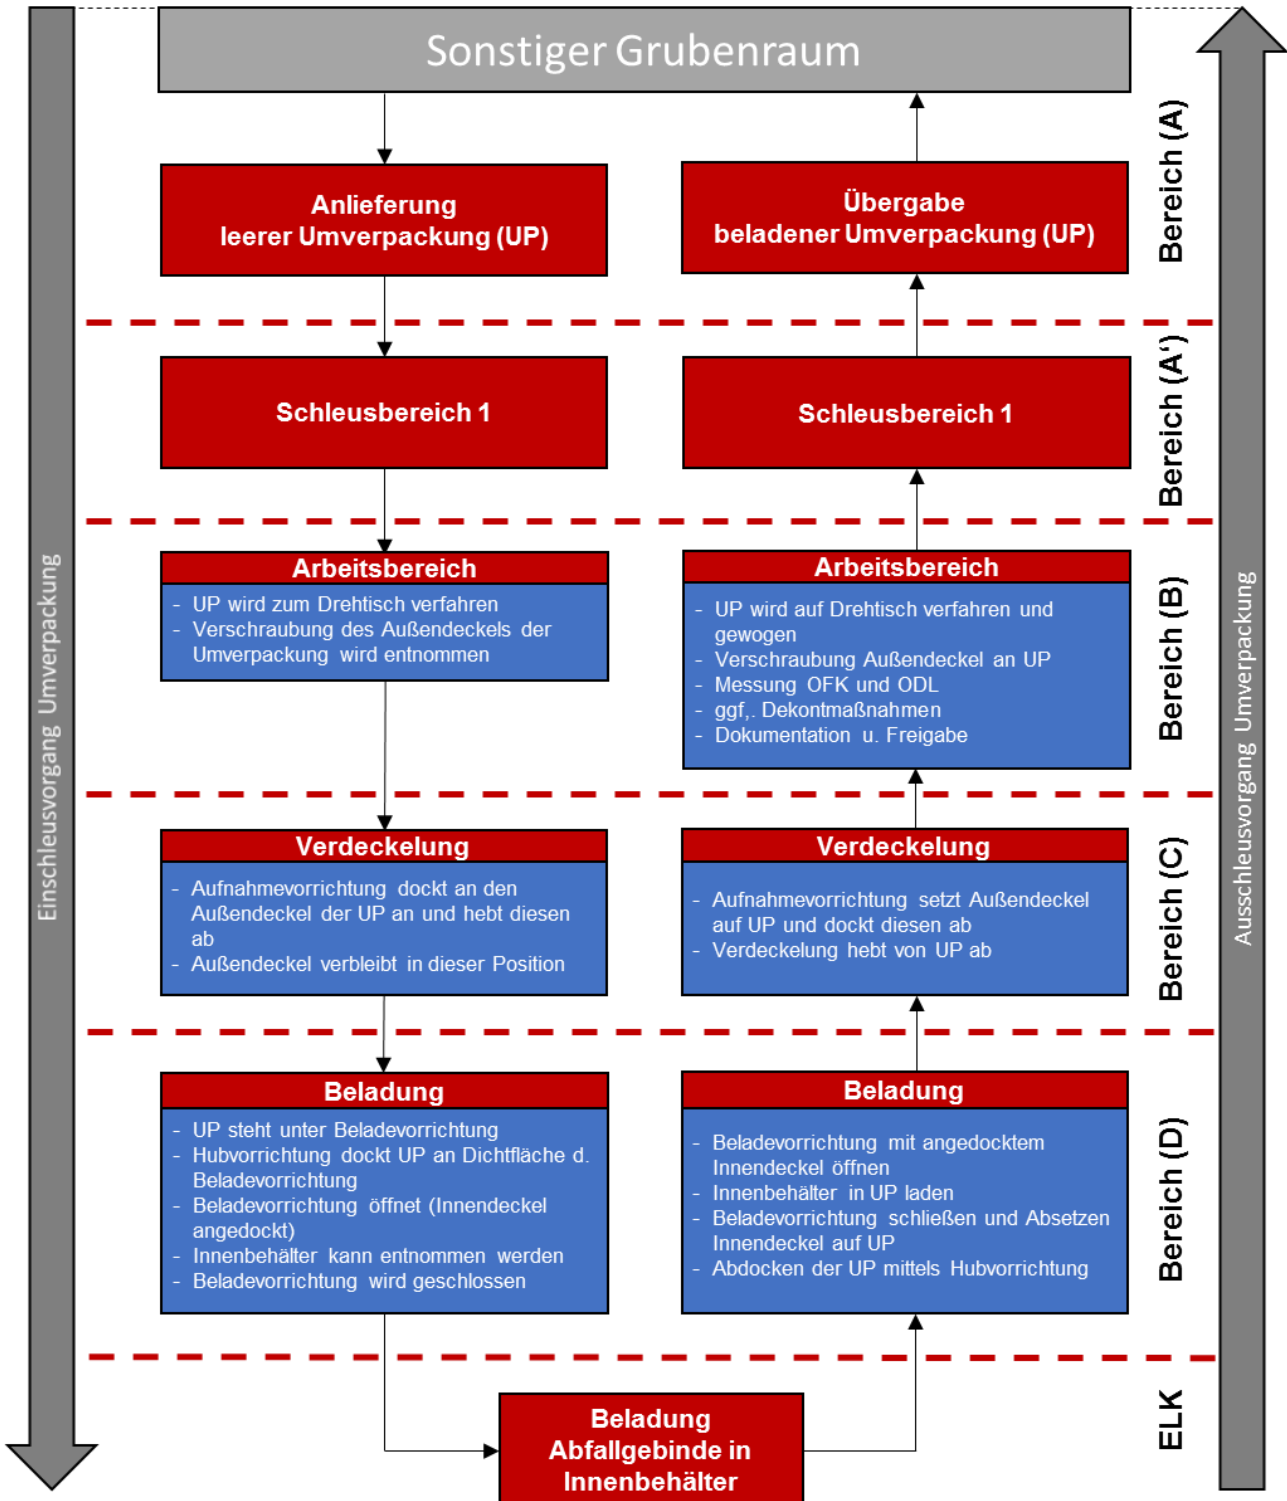 Sonstiger Grubenraum
Anlieferung
leerer Umverpackung (UP)
Übergabe
beladener Umverpackung (UP)
Bereich (A)
Schleusbereich 1
Schleusbereich 1
Bereich (A‘)
Arbeitsbereich
- UP wird zum Drehtisch verfahren
- Verschraubung des Außendeckels der
Umverpackung wird entnommen
Arbeitsbereich
- UP wird auf Drehtisch verfahren und
gewogen
- Verschraubung Außendeckel an UP
- Messung OFK und ODL
- ggf,. Dekontmaßnahmen
- Dokumentation u. Freigabe
Bereich (B)
Verdeckelung
- Aufnahmevorrichtung dockt an den
Außendeckel der UP an und hebt diesen
ab
- Außendeckel verbleibt in dieser Position
Verdeckelung
- Aufnahmevorrichtung setzt Außendeckel
auf UP und dockt diesen ab
- Verdeckelung hebt von UP ab
Bereich (C)
Beladung
- UP steht unter Beladevorrichtung
- Hubvorrichtung dockt UP an Dichtfläche d.
Beladevorrichtung
- Beladevorrichtung öffnet (Innendeckel
angedockt)
- Innenbehälter kann entnommen werden
- Beladevorrichtung wird geschlossen
Beladung
- Beladevorrichtung mit angedocktem
Innendeckel öffnen
- Innenbehälter in UP laden
- Beladevorrichtung schließen und Absetzen
Innendeckel auf UP
- Abdocken der UP mittels Hubvorrichtung
Bereich (D)
Beladung
Abfallgebinde in
Innenbehälter
ELK
Einschleusvorgang Umverpackung
Ausschleusvorgang Umverpackung